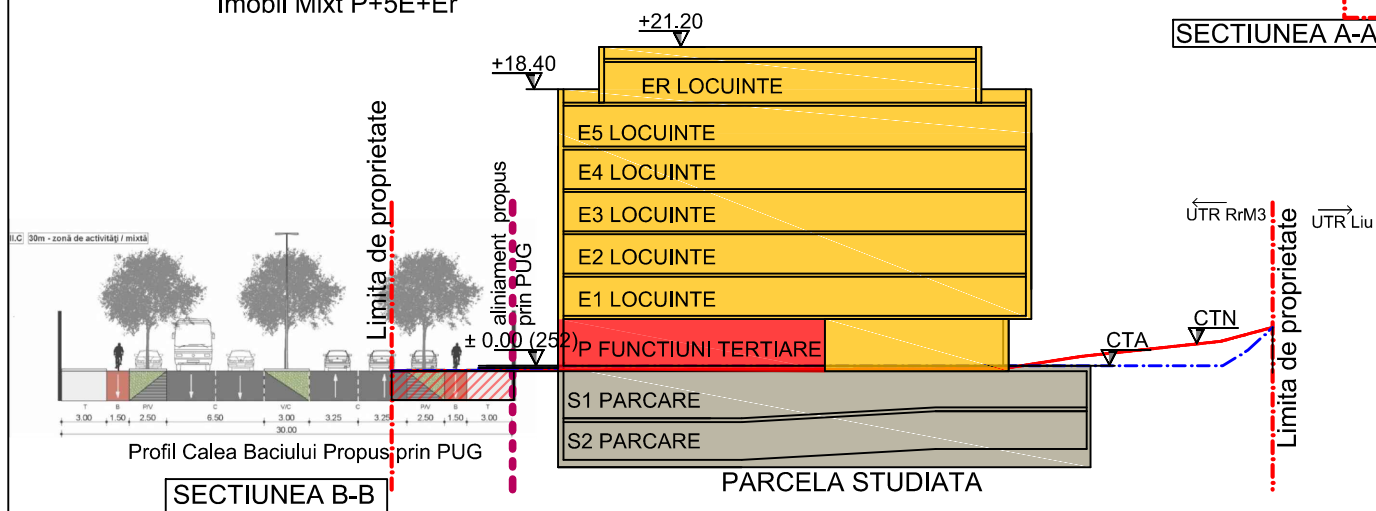 Imobil Mixt P+5E+Er
SECTIUNEA A-A
+21.20
+18.40
ER LOCUINTE
E5 LOCUINTE
E4 LOCUINTE
E3 LOCUINTE
E2 LOCUINTE
E1 LOCUINTE
P FUNCTIUNI TERTIARE
S1 PARCARE
S2 PARCARE
PARCELA STUDIATA
Limita de proprietate
aliniament propus
prin PUG
± 0.00 (252)
II.C 30m - zonă de activităţi / mixtă
T B P/V C V/C C P/V B T
3.00 1.50 2.50 6.50 3.00 3.25 3.25 2.50 1.50 3.00
30.00
Profil Calea Baciului Propus prin PUG
SECTIUNEA B-B
CTA
CTN
UTR RrM3
UTR Liu
Limita de proprietate